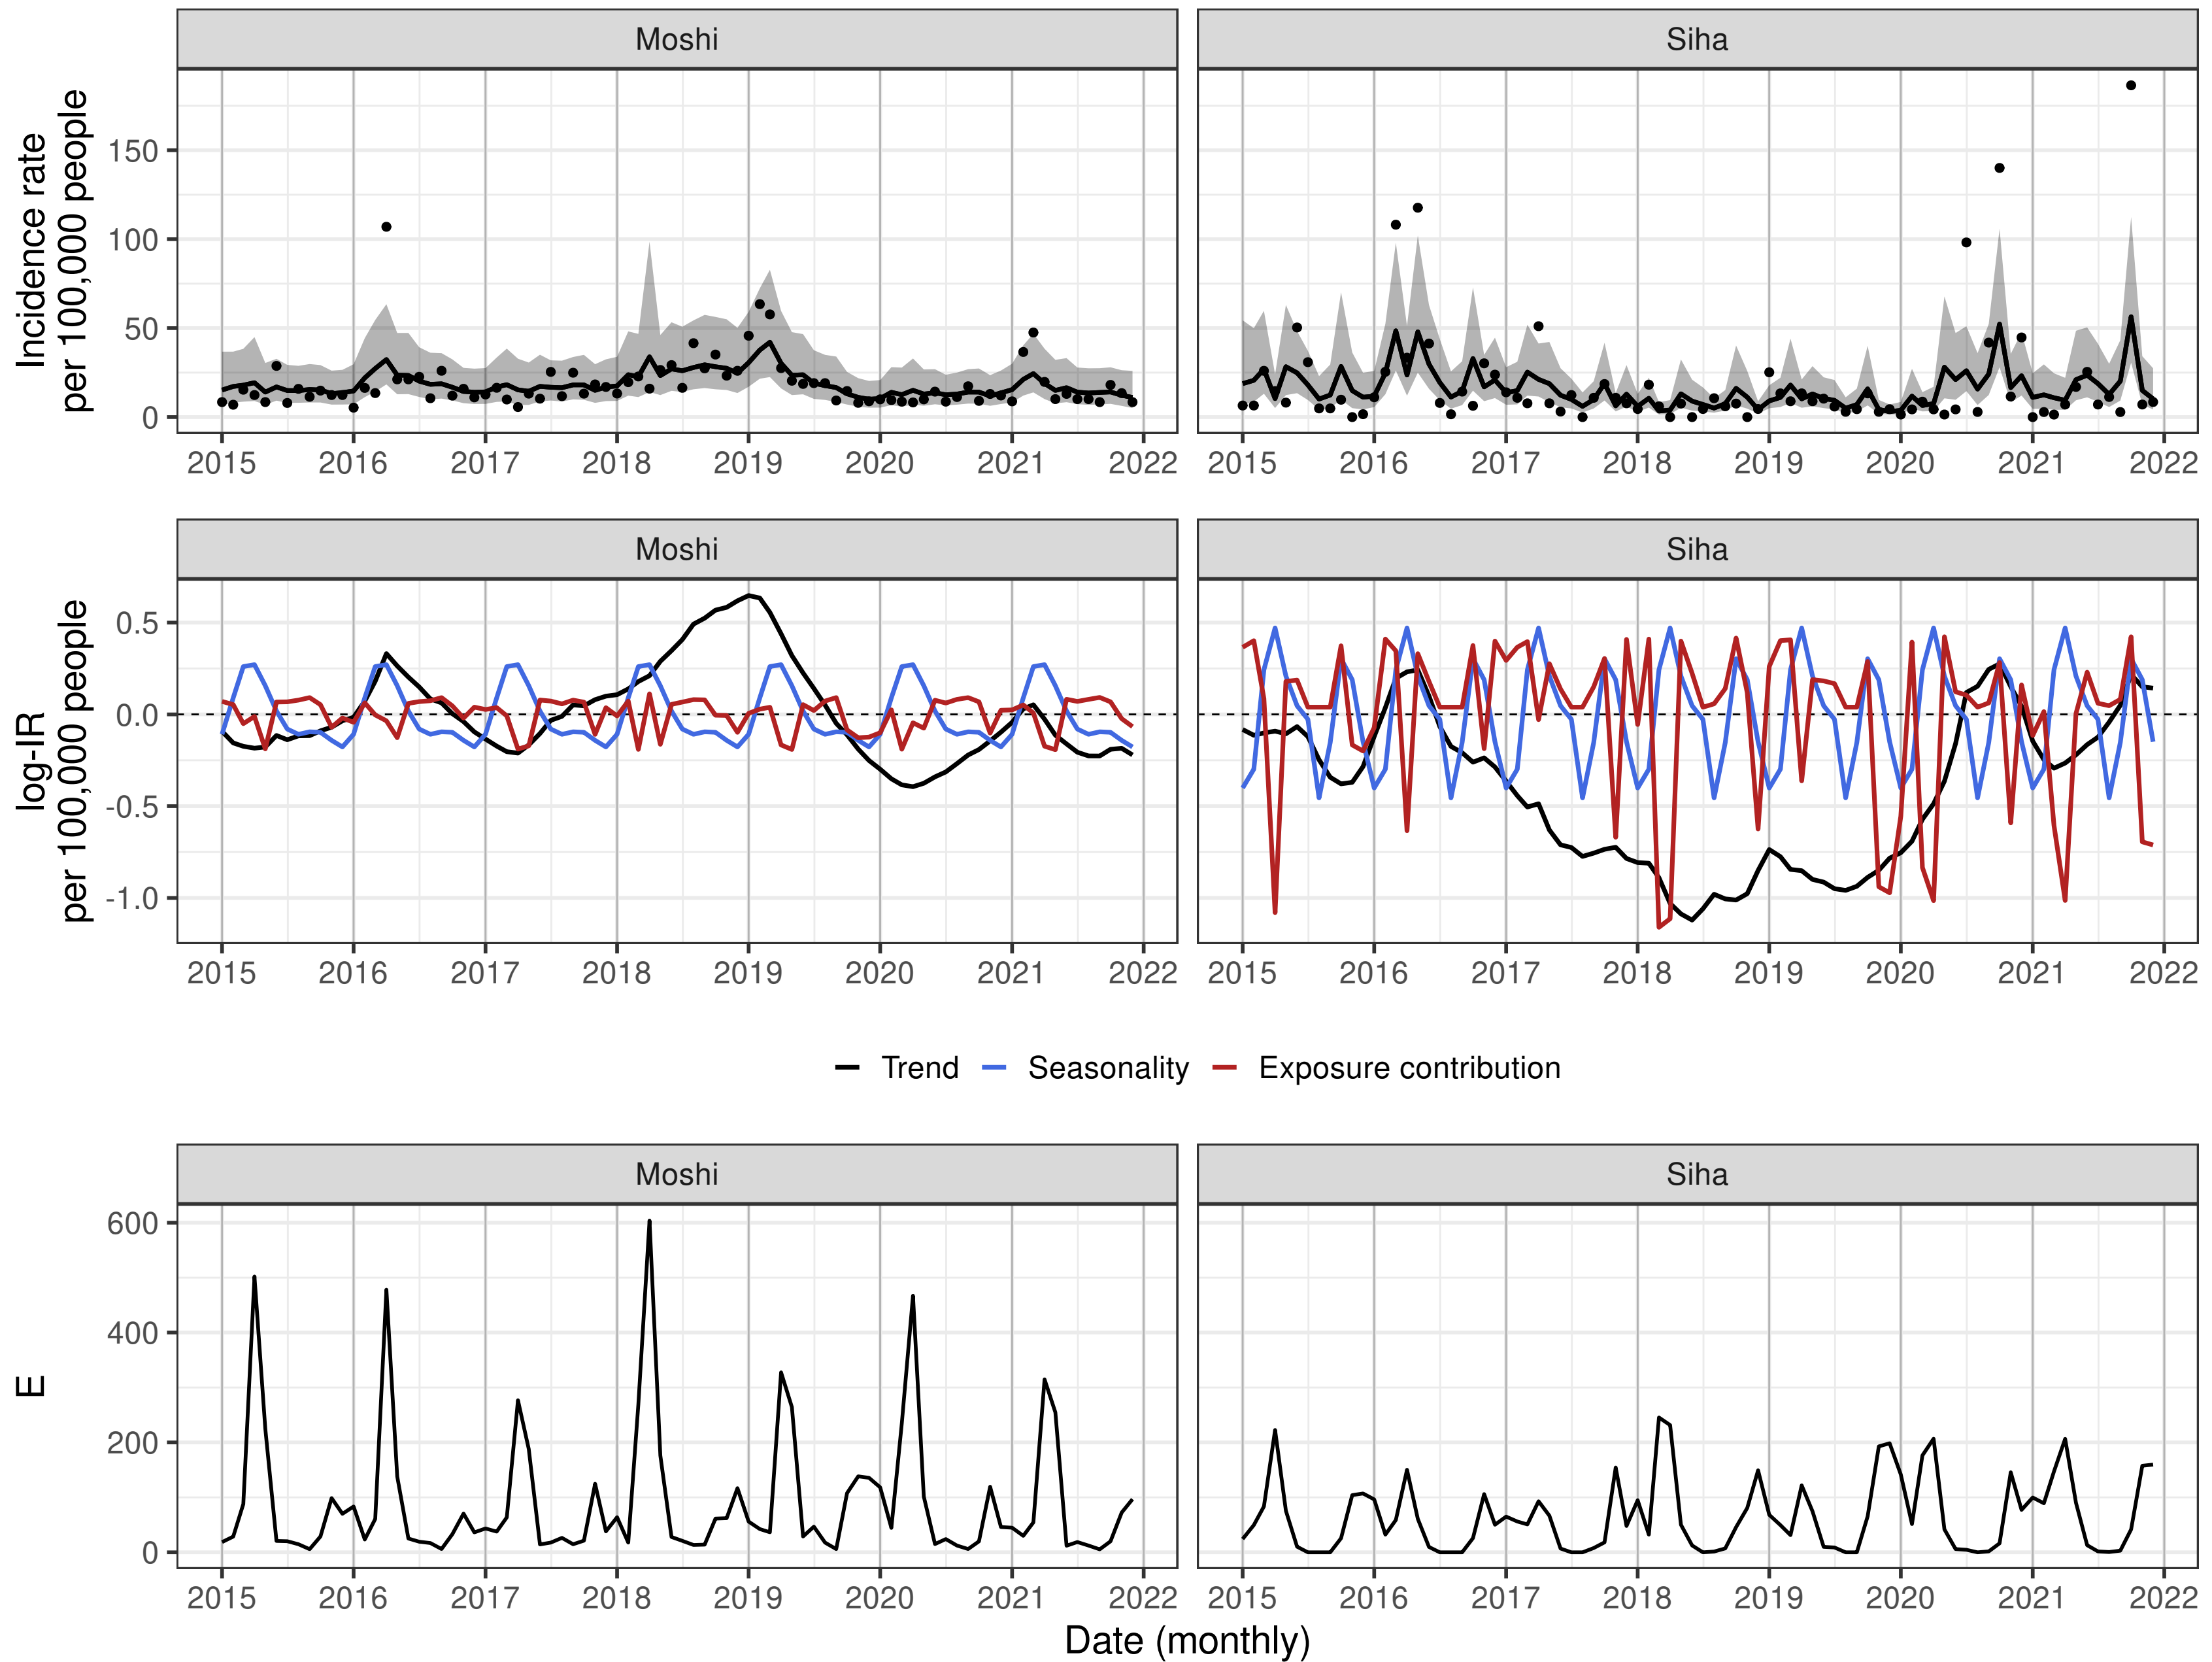 Moshi
Siha
Incidence rate
per 100,000 people
150
100
50
0
2015 2016 2017 2018 2019 2020 2021 2022
2015 2016 2017 2018 2019 2020 2021 2022
Moshi
Siha
log-IR
per 100,000 people
0.5
0.0
-0.5
-1.0
2015 2016 2017 2018 2019 2020 2021 2022
2015 2016 2017 2018 2019 2020 2021 2022
Trend Seasonality Exposure contribution
Moshi
Siha
E
600
400
200
0
2015 2016 2017 2018 2019 2020 2021 2022
2015 2016 2017 2018 2019 2020 2021 2022
Date (monthly)